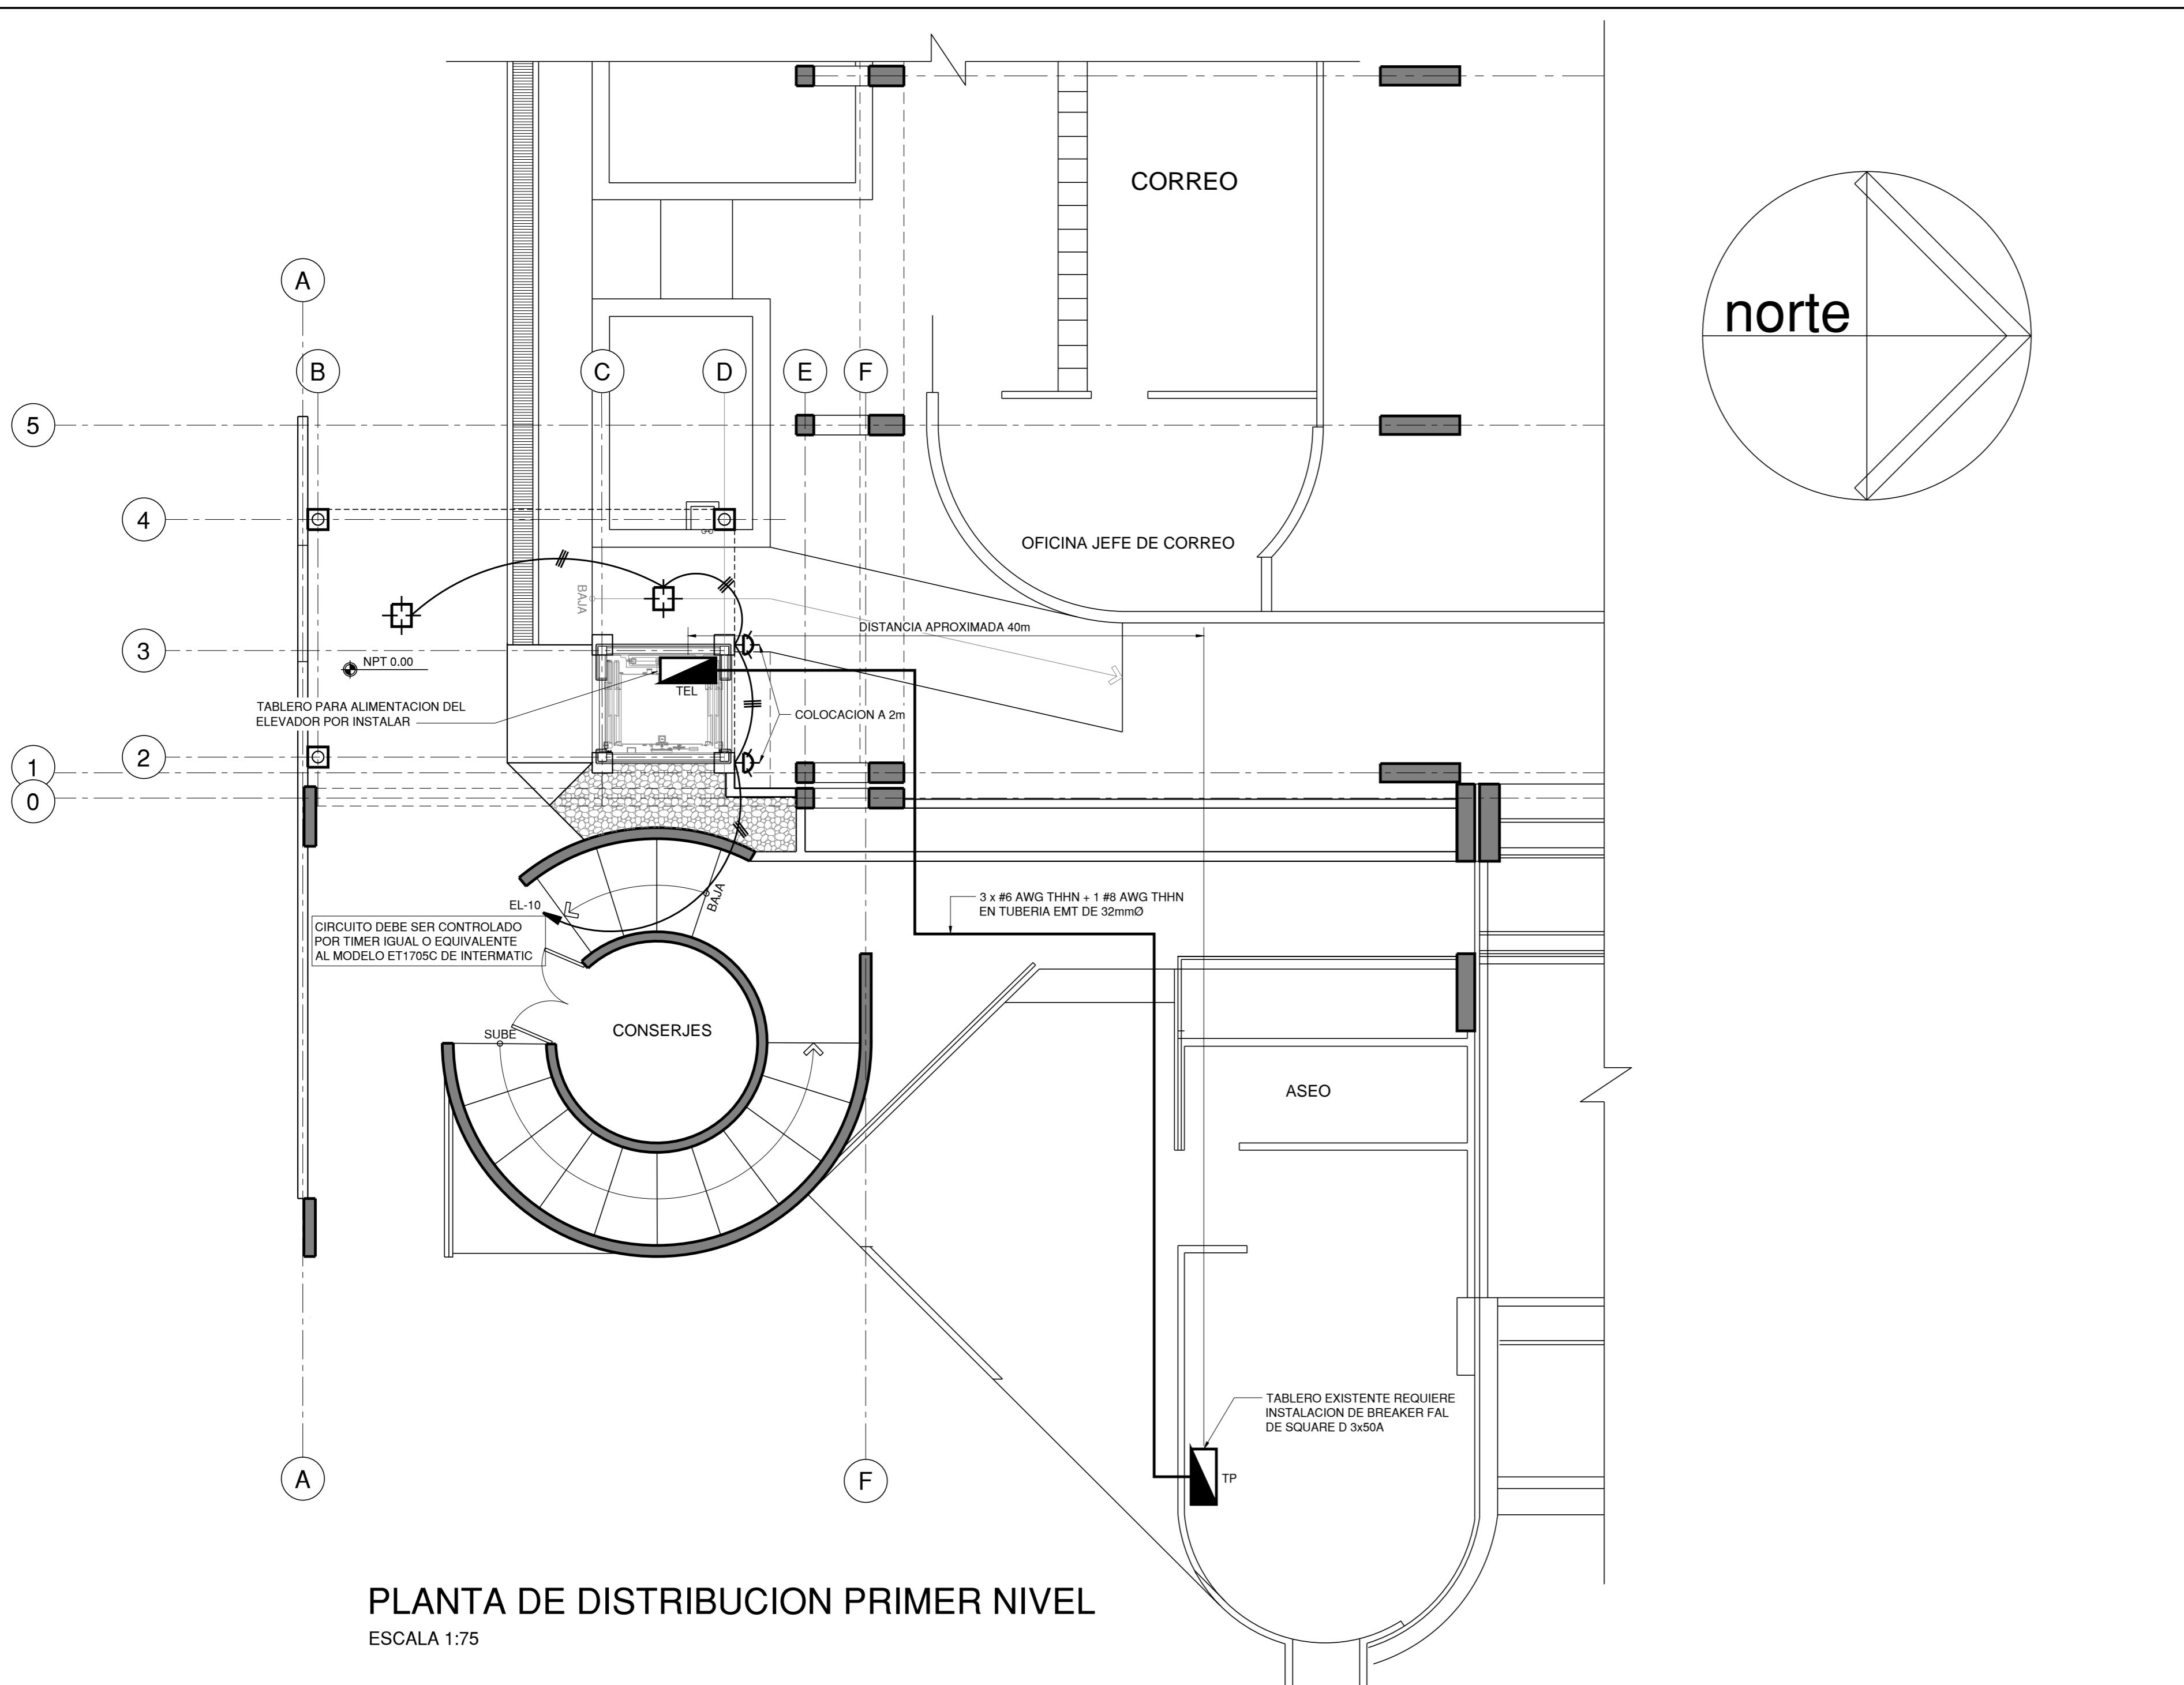 CORREO
norte
A
B
C
D
E
F
5
4
OFICINA JEFE DE CORREO
BAJA
DISTANCIA APROXIMADA 40m
3
NPT 0.00
TEL
TABLERO PARA ALIMENTACION DEL
ELEVADOR POR INSTALAR
COLOCACION A 2m
2
1
0
BAJA
3 x #6 AWG THHN + 1 #8 AWG THHN
EN TUBERIA EMT DE 32mmØ
EL-10
CIRCUITO DEBE SER CONTROLADO
POR TIMER IGUAL O EQUIVALENTE
AL MODELO ET1705C DE INTERMATIC
CONSERJES
SUBE
ASEO
TABLERO EXISTENTE REQUIERE
INSTALACION DE BREAKER FAL
DE SQUARE D 3x50A
TP
A
F
PLANTA DE DISTRIBUCION PRIMER NIVEL
ESCALA 1:75